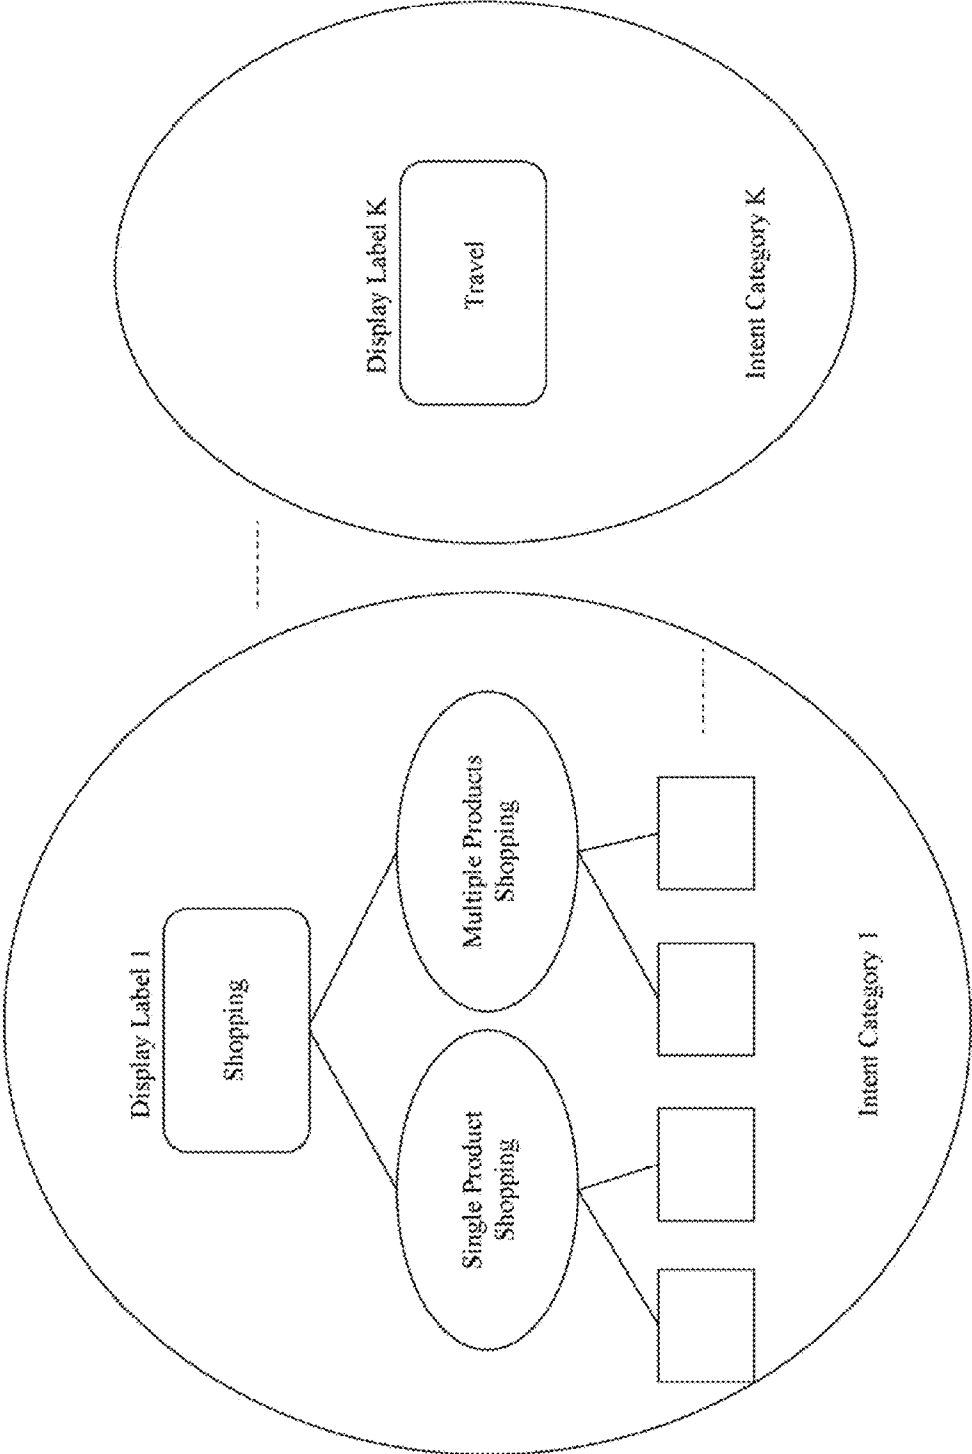 Display Label 1
Shopping
Single Product
Shopping
Multiple Products
Shopping
Intent Category 1
Display Label K
Travel
Intent Category K